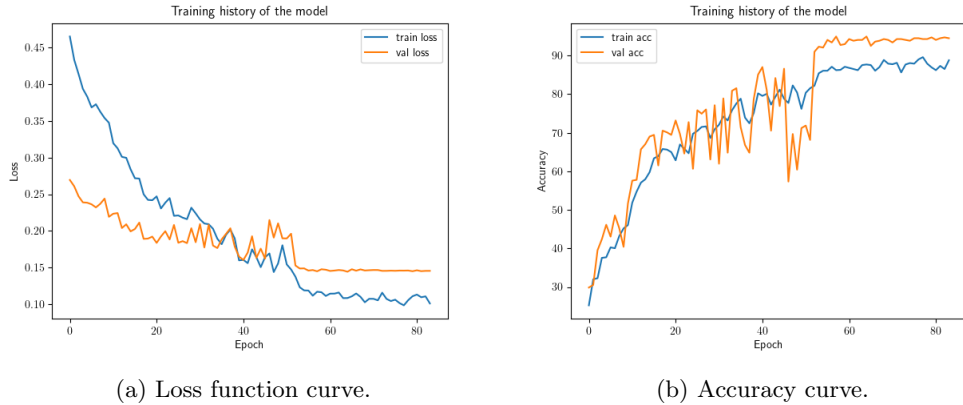 Training history of the model
train loss
val loss
0.45
0.40
0.35
0.30
0.25
0.20
0.15
0.10
Loss
0 20 40 60 80
Epoch
(a) Loss function curve.
Training history of the model
train acc
val acc
90
80
70
60
50
40
30
Accuracy
0 20 40 60 80
Epoch
(b) Accuracy curve.